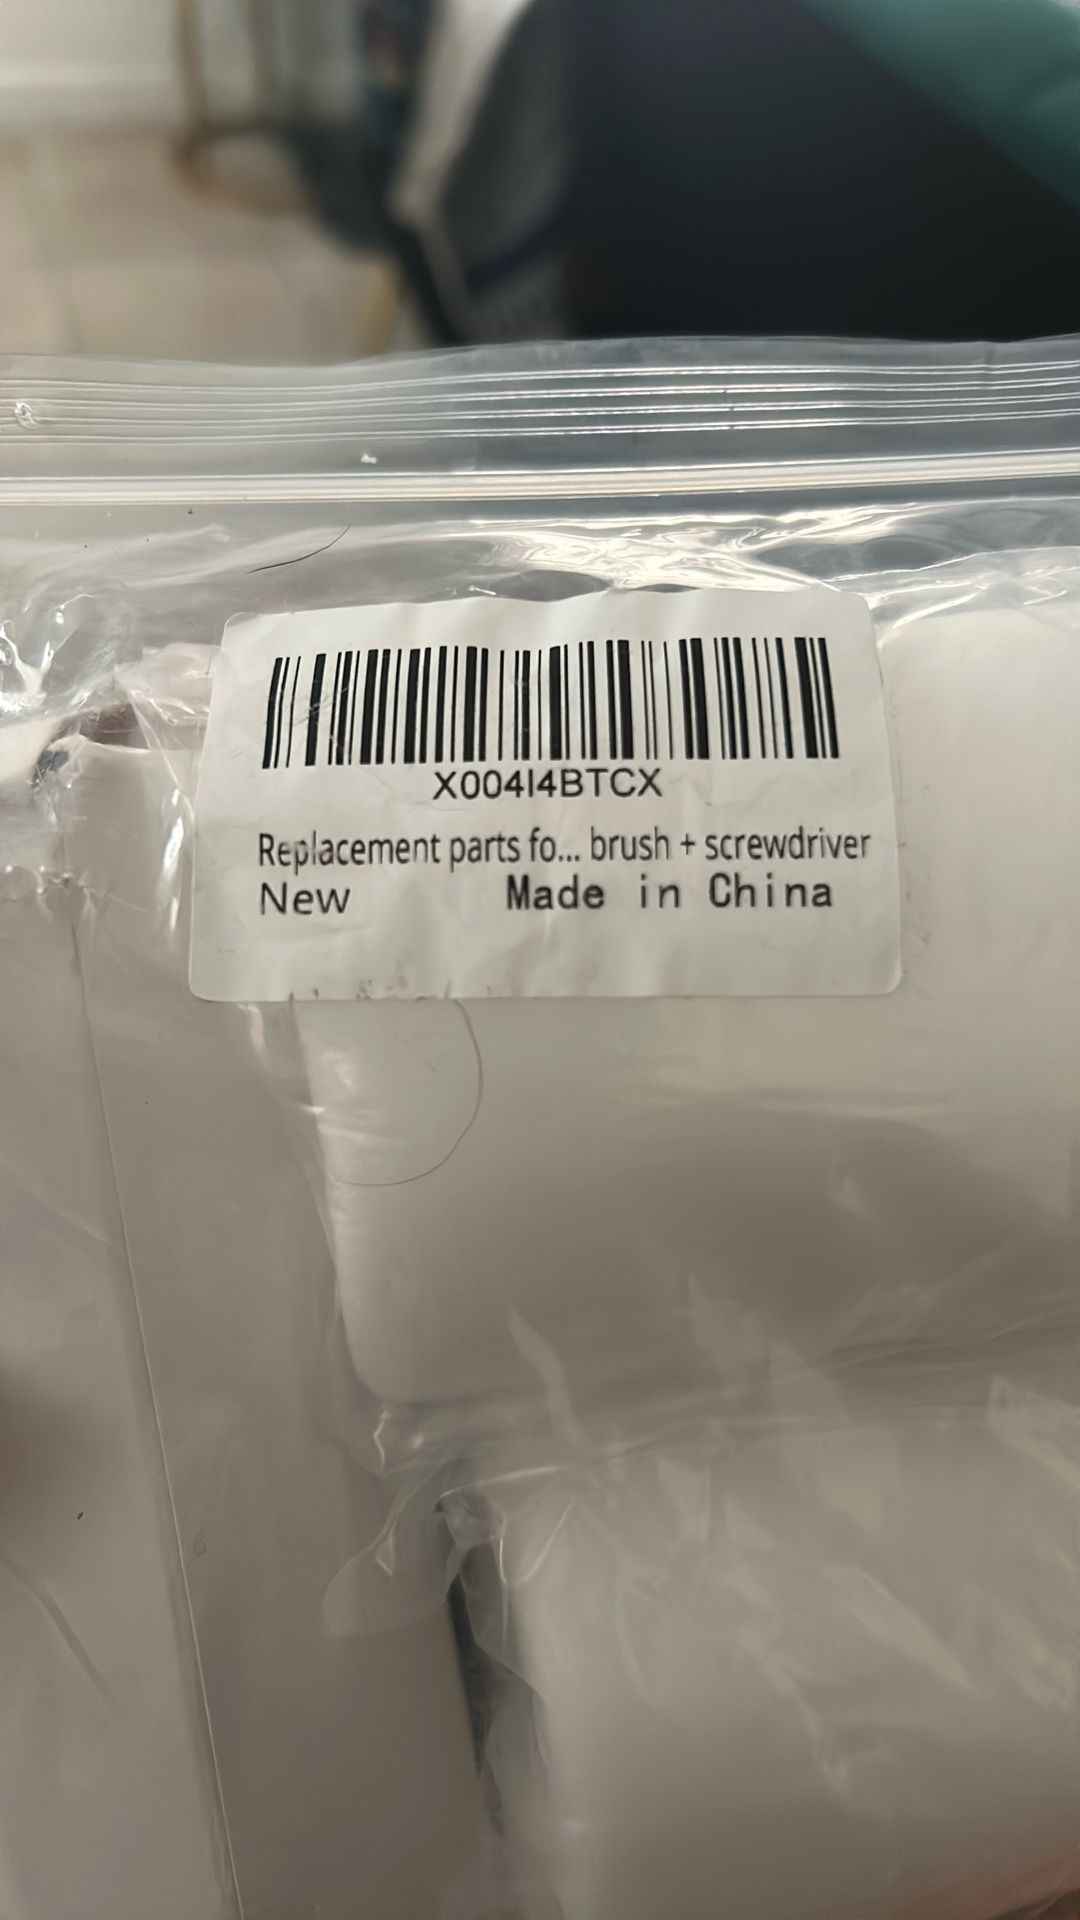 X004I4BTCX
Replacement parts fo... brush + screwdriver
New Made in China